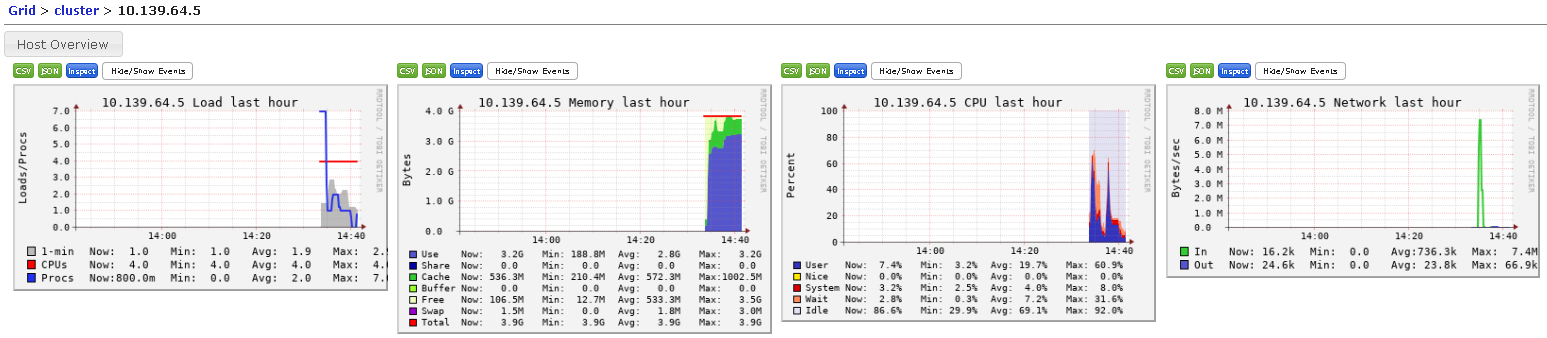 Grid > cluster > 10.139.64.5
Host Overview
CSV JSON Inspect Hide/Show Events
10.139.64.5 Load last hour
Loads/Procs
7.0
6.0
5.0
4.0
3.0
2.0
1.0
0.0
14:00 14:20 14:40
1-min Now: 1.0 Min: 1.0 Avg: 1.9 Max: 2.
CPUs Now: 4.0 Min: 4.0 Avg: 4.0 Max: 4.
Procs Now:800.0m Min: 0.0 Avg: 2.0 Max: 7.
RRDTOOL / TOBI OETIKER
CSV JSON Inspect Hide/Show Events
10.139.64.5 Memory last hour
Bytes
4.0 G
3.0 G
2.0 G
1.0 G
0.0
14:00 14:20 14:40
Use Now: 3.2G Min: 188.8M Avg: 2.8G Max: 3.2G
Share Now: 0.0 Min: 0.0 Avg: 0.0 Max: 0.0
Cache Now: 536.3M Min: 210.4M Avg: 572.3M Max:1002.5M
Buffer Now: 0.0 Min: 0.0 Avg: 0.0 Max: 0.0
Free Now: 106.5M Min: 12.7M Avg: 533.3M Max: 3.5G
Swap Now: 1.5M Min: 0.0 Avg: 1.8M Max: 3.0M
Total Now: 3.9G Min: 3.9G Avg: 3.9G Max: 3.9G
RRDTOOL / TOBI OETIKER
CSV JSON Inspect Hide/Show Events
10.139.64.5 CPU last hour
Percent
100
80
60
40
20
0
14:00 14:20 14:40
User Now: 7.4% Min: 3.2% Avg: 19.7% Max: 60.9%
Nice Now: 0.0% Min: 0.0% Avg: 0.0% Max: 0.0%
System Now: 3.2% Min: 2.5% Avg: 4.0% Max: 8.0%
Wait Now: 2.8% Min: 0.3% Avg: 7.2% Max: 31.6%
Idle Now: 86.6% Min: 29.9% Avg: 69.1% Max: 92.0%
RRDTOOL / TOBI OETIKER
CSV JSON Inspect Hide/Show Events
10.139.64.5 Network last hour
Bytes/sec
8.0 M
7.0 M
6.0 M
5.0 M
4.0 M
3.0 M
2.0 M
1.0 M
0.0
14:00 14:20 14:40
In Now: 16.2k Min: 0.0 Avg:736.3k Max: 7.4M
Out Now: 24.6k Min: 0.0 Avg: 23.8k Max: 66.9k
RRDTOOL / TOBI OETIKER